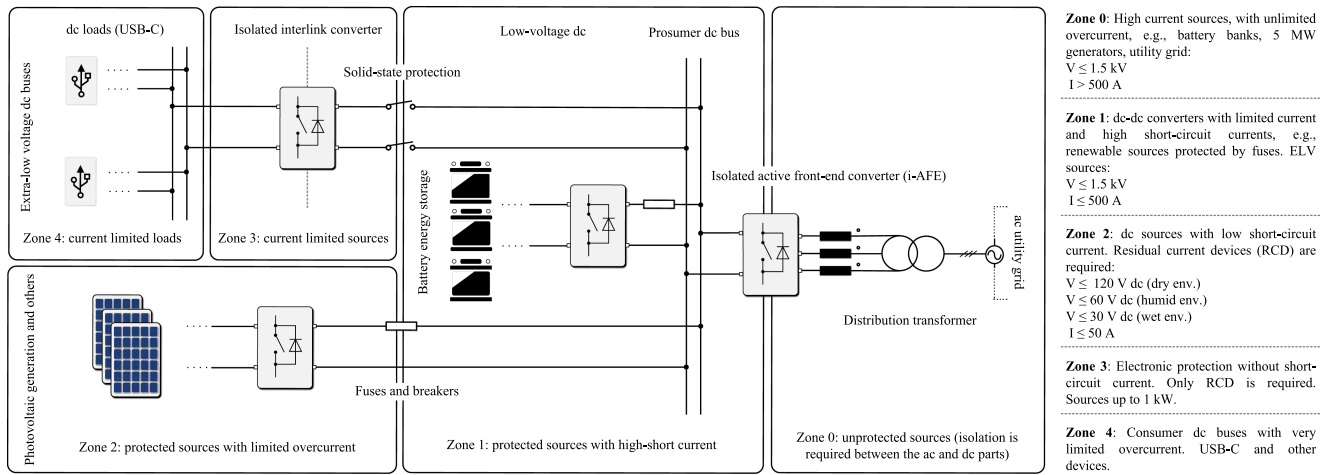 dc loads (USB-C)
Isolated interlink converter
Low-voltage dc
Prosumer dc bus
Solid-state protection
Extra-low voltage dc buses
Zone 4: current limited loads
Zone 3: current limited sources
Battery energy storage
Isolated active front-end converter (i-AFE)
ac utility grid
Distribution transformer
Photovoltaic generation and others
Fuses and breakers
Zone 2: protected sources with limited overcurrent
Zone 1: protected sources with high-short current
Zone 0: unprotected sources (isolation is
required between the ac and dc parts)
Zone 0: High current sources, with unlimited
overcurrent, e.g., battery banks, 5 MW
generators, utility grid:
V ≤ 1.5 kV
I > 500 A
Zone 1: dc-dc converters with limited current
and high short-circuit currents, e.g.,
renewable sources protected by fuses. ELV
sources:
V ≤ 1.5 kV
I ≤ 500 A
Zone 2: dc sources with low short-circuit
current. Residual current devices (RCD) are
required:
V ≤ 120 V dc (dry env.)
V ≤ 60 V dc (humid env.)
V ≤ 30 V dc (wet env.)
I ≤ 50 A
Zone 3: Electronic protection without short-
circuit current. Only RCD is required.
Sources up to 1 kW.
Zone 4: Consumer dc buses with very
limited overcurrent. USB-C and other
devices.